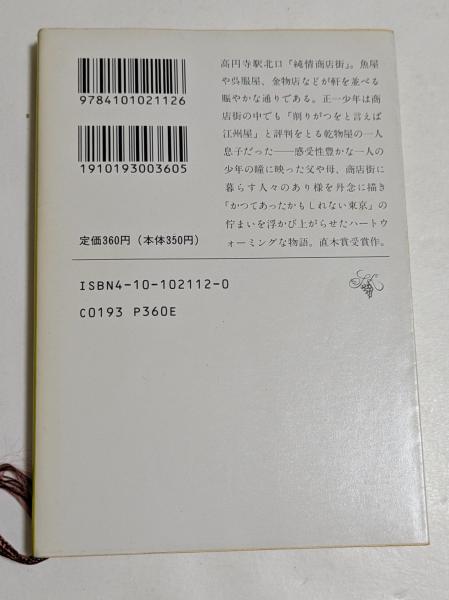 9784101021126
1910193003605
定価360円（本体350円）
ISBN4-10-102112-0
C0193 P360E
高円寺駅北口「純情商店街」。魚屋
や呉服屋、金物店などが軒を並べる
賑やかな通りである。正一少年は商
店街の中でも「削りがつをと言えば
江州屋」と評判をとる乾物屋の一人
息子だった――感受性豊かな一人の
少年の瞳に映った父や母、商店街に
暮らす人々のあり様を丹念に描き
「かつてあったかもしれない東京」の
佇まいを浮かび上がらせたハートウ
ォーミングな物語。直木賞受賞作。